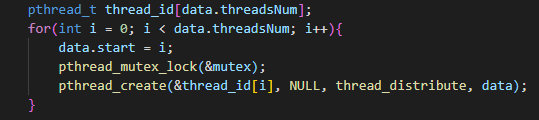 pthread_t thread_id[data.threadsNum];
for(int i = 0; i < data.threadsNum; i++){
data.start = i;
pthread_mutex_lock(&mutex);
pthread_create(&thread_id[i], NULL, thread_distribute, data);
}